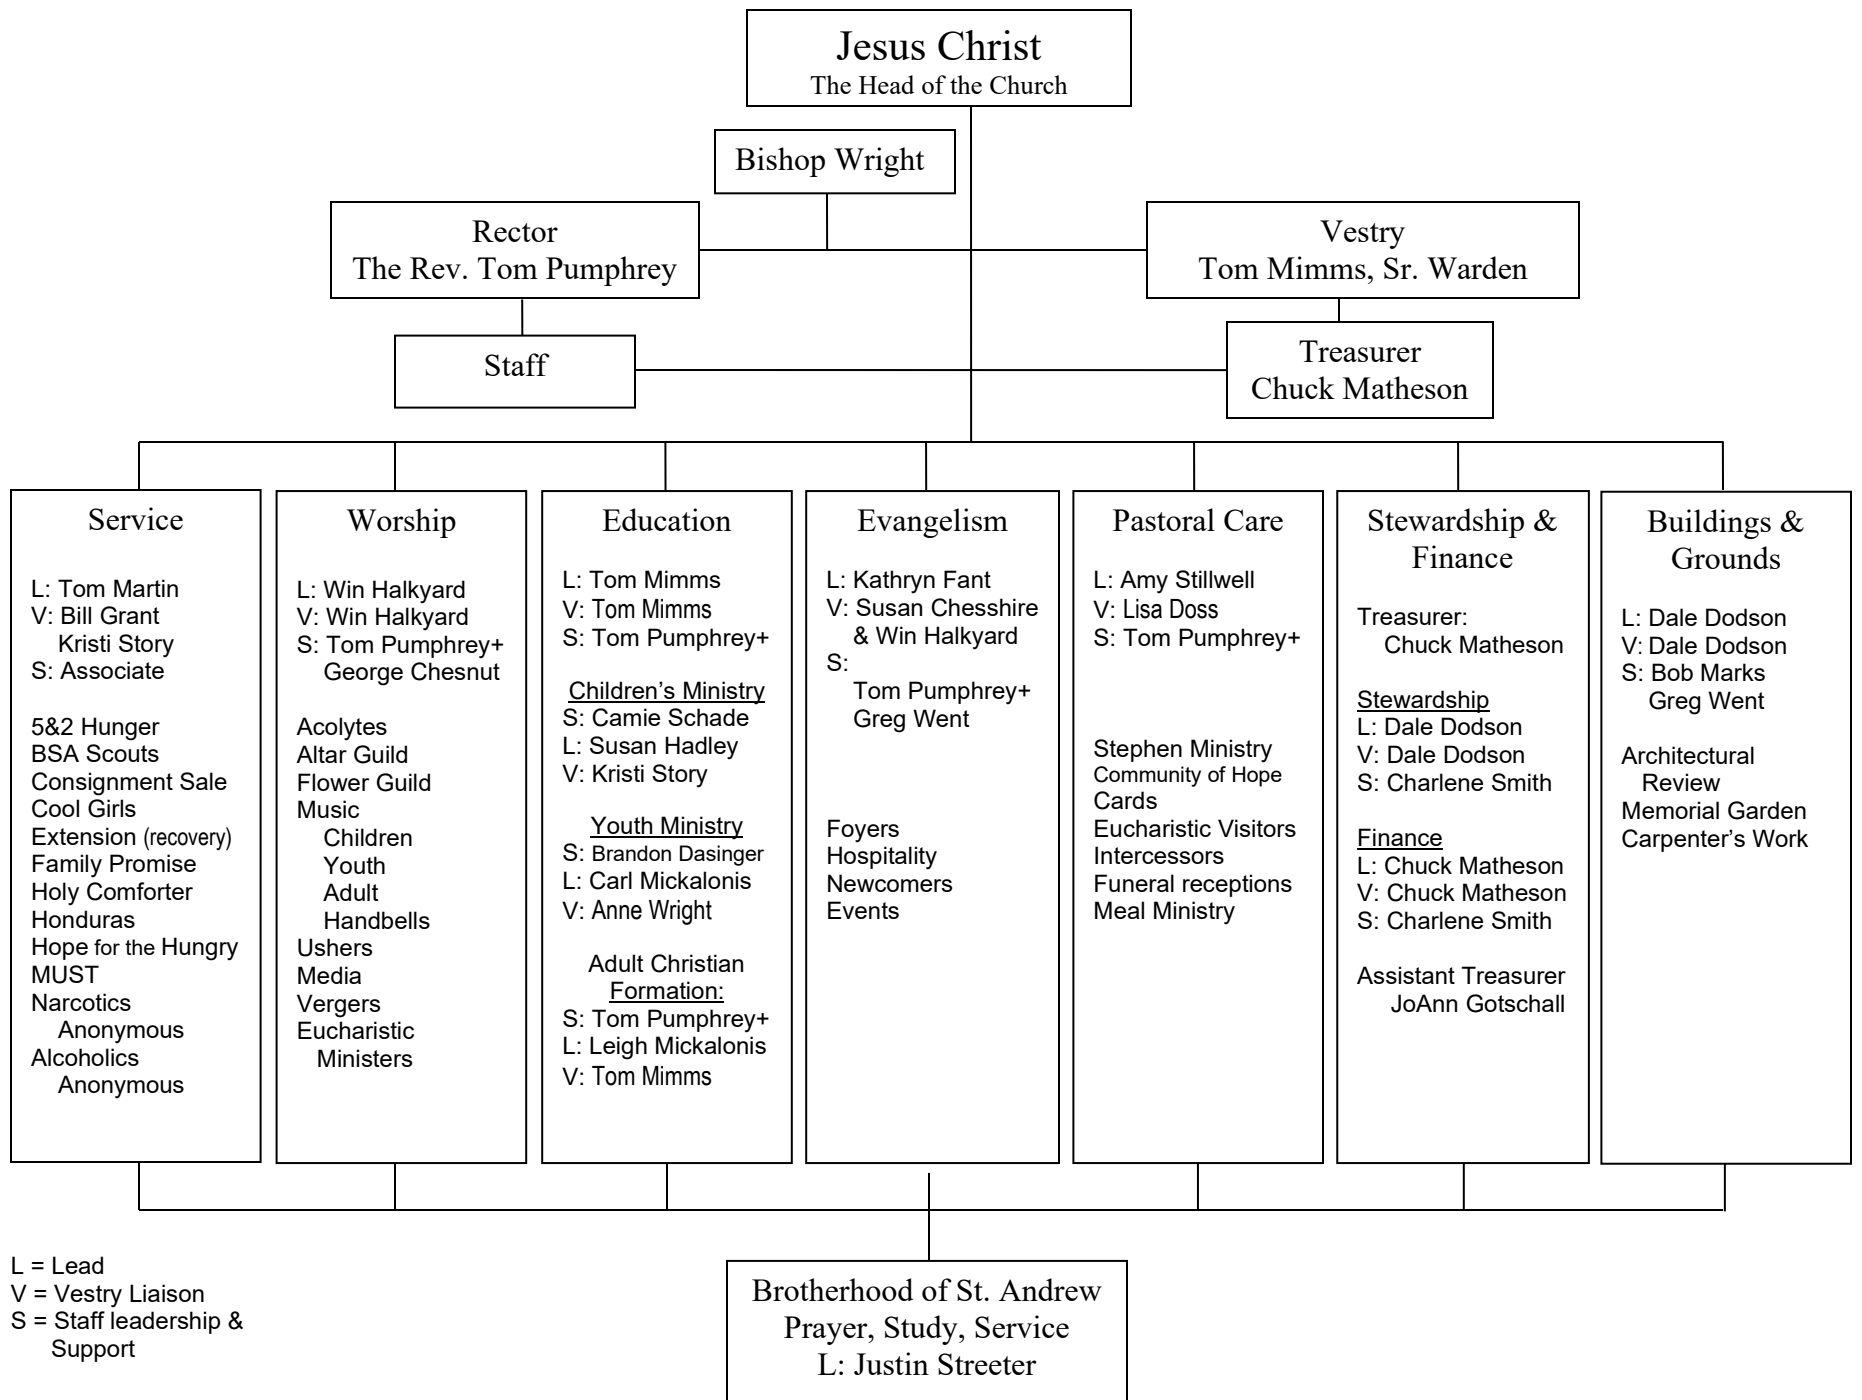 Jesus Christ
The Head of the Church
Bishop Wright
Rector
The Rev. Tom Pumphrey
Vestry
Tom Mimms, Sr. Warden
Staff
Treasurer
Chuck Matheson
Service
L: Tom Martin
V: Bill Grant
Kristi Story
S: Associate
5&2 Hunger
BSA Scouts
Consignment Sale
Cool Girls
Extension (recovery)
Family Promise
Holy Comforter
Honduras
Hope for the Hungry
MUST
Narcotics
Anonymous
Alcoholics
Anonymous
Worship
L: Win Halkyard
V: Win Halkyard
S: Tom Pumphrey+
George Chesnut
Acolytes
Altar Guild
Flower Guild
Music
Children
Youth
Adult
Handbells
Ushers
Media
Vergers
Eucharistic
Ministers
Education
L: Tom Mimms
V: Tom Mimms
S: Tom Pumphrey+
Children’s Ministry
S: Camie Schade
L: Susan Hadley
V: Kristi Story
Youth Ministry
S: Brandon Dasinger
L: Carl Mickalonis
V: Anne Wright
Adult Christian
Formation:
S: Tom Pumphrey+
L: Leigh Mickalonis
V: Tom Mimms
Evangelism
L: Kathryn Fant
V: Susan Chesshire
& Win Halkyard
S:
Tom Pumphrey+
Greg Went
Foyers
Hospitality
Newcomers
Events
Pastoral Care
L: Amy Stillwell
V: Lisa Doss
S: Tom Pumphrey+
Stephen Ministry
Community of Hope
Cards
Eucharistic Visitors
Intercessors
Funeral receptions
Meal Ministry
Stewardship &
Finance
Treasurer:
Chuck Matheson
Stewardship
L: Dale Dodson
V: Dale Dodson
S: Charlene Smith
Finance
L: Chuck Matheson
V: Chuck Matheson
S: Charlene Smith
Assistant Treasurer
JoAnn Gotschall
Buildings &
Grounds
L: Dale Dodson
V: Dale Dodson
S: Bob Marks
Greg Went
Architectural
Review
Memorial Garden
Carpenter’s Work
L = Lead
V = Vestry Liaison
S = Staff leadership &
Support
Brotherhood of St. Andrew
Prayer, Study, Service
L: Justin Streeter